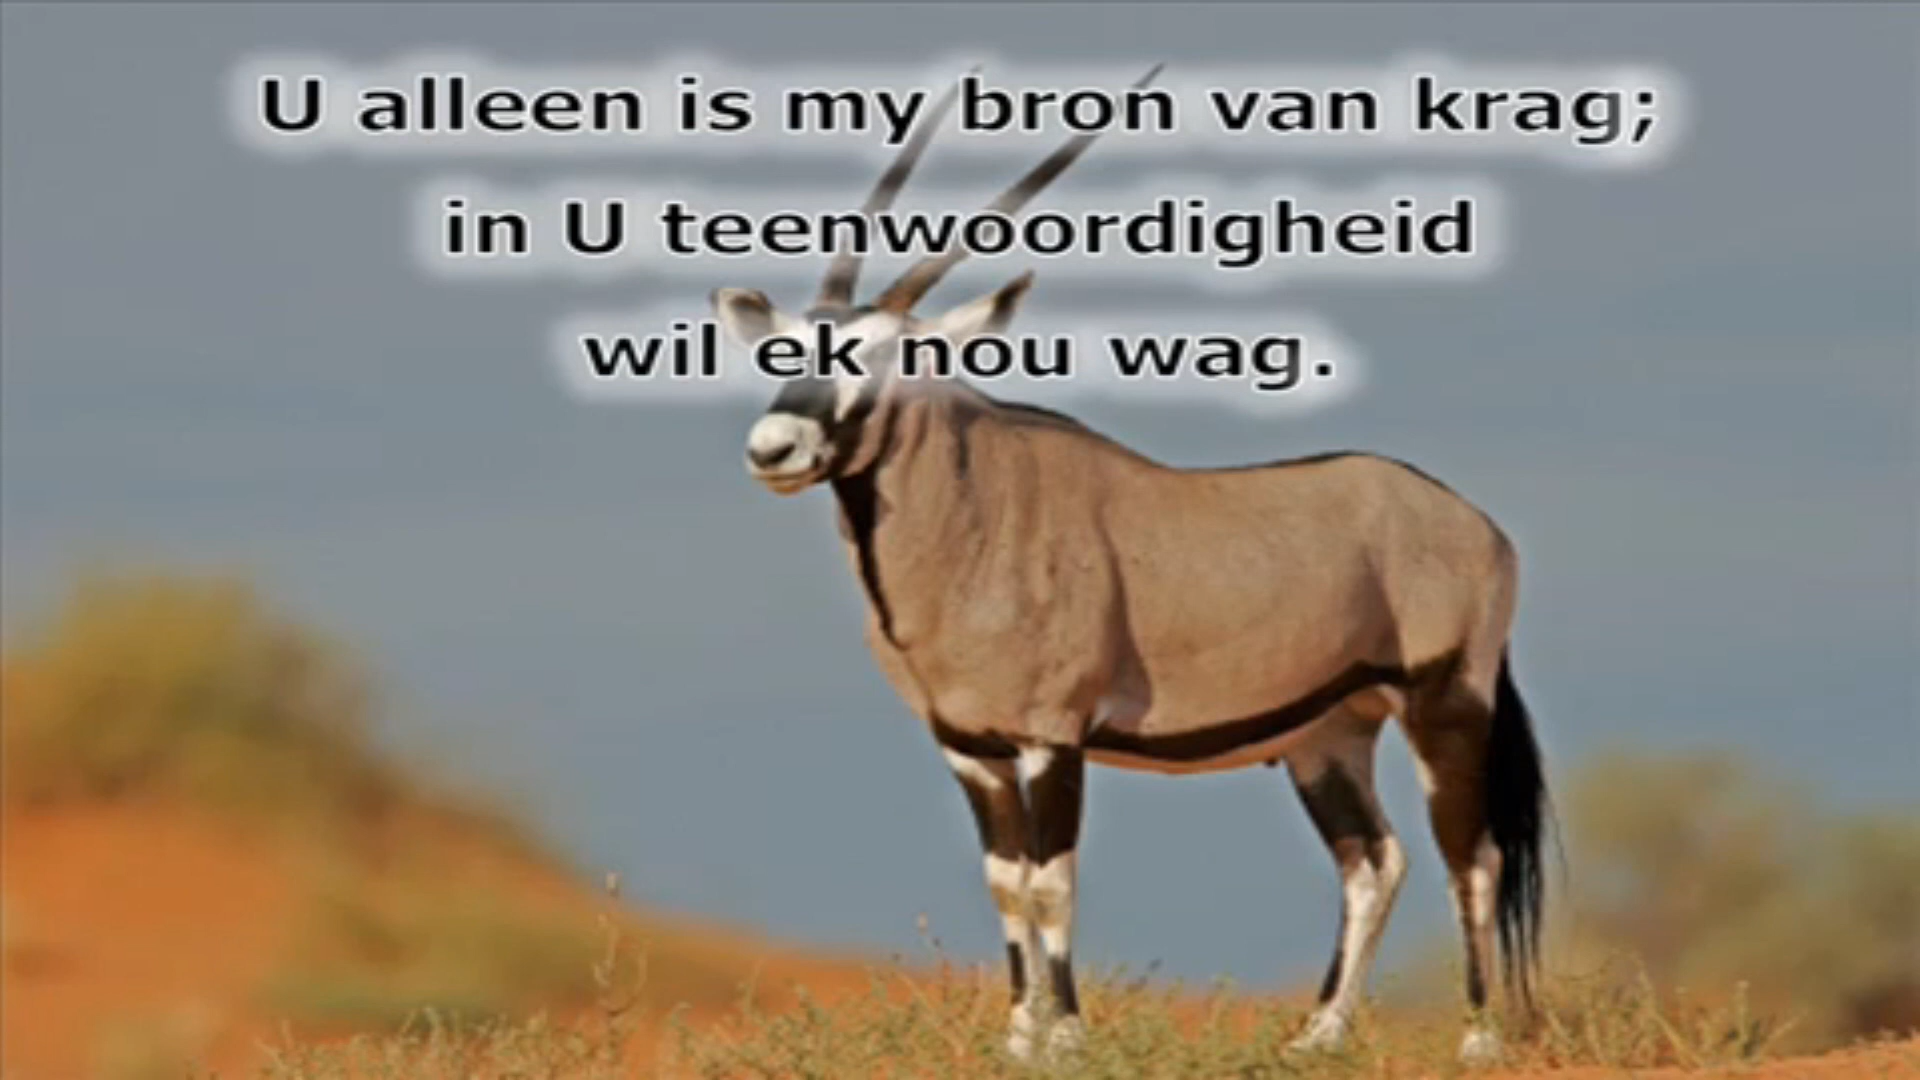 U alleen is my bron van krag;
in U teenwoordigheid
wil ek nou wag.